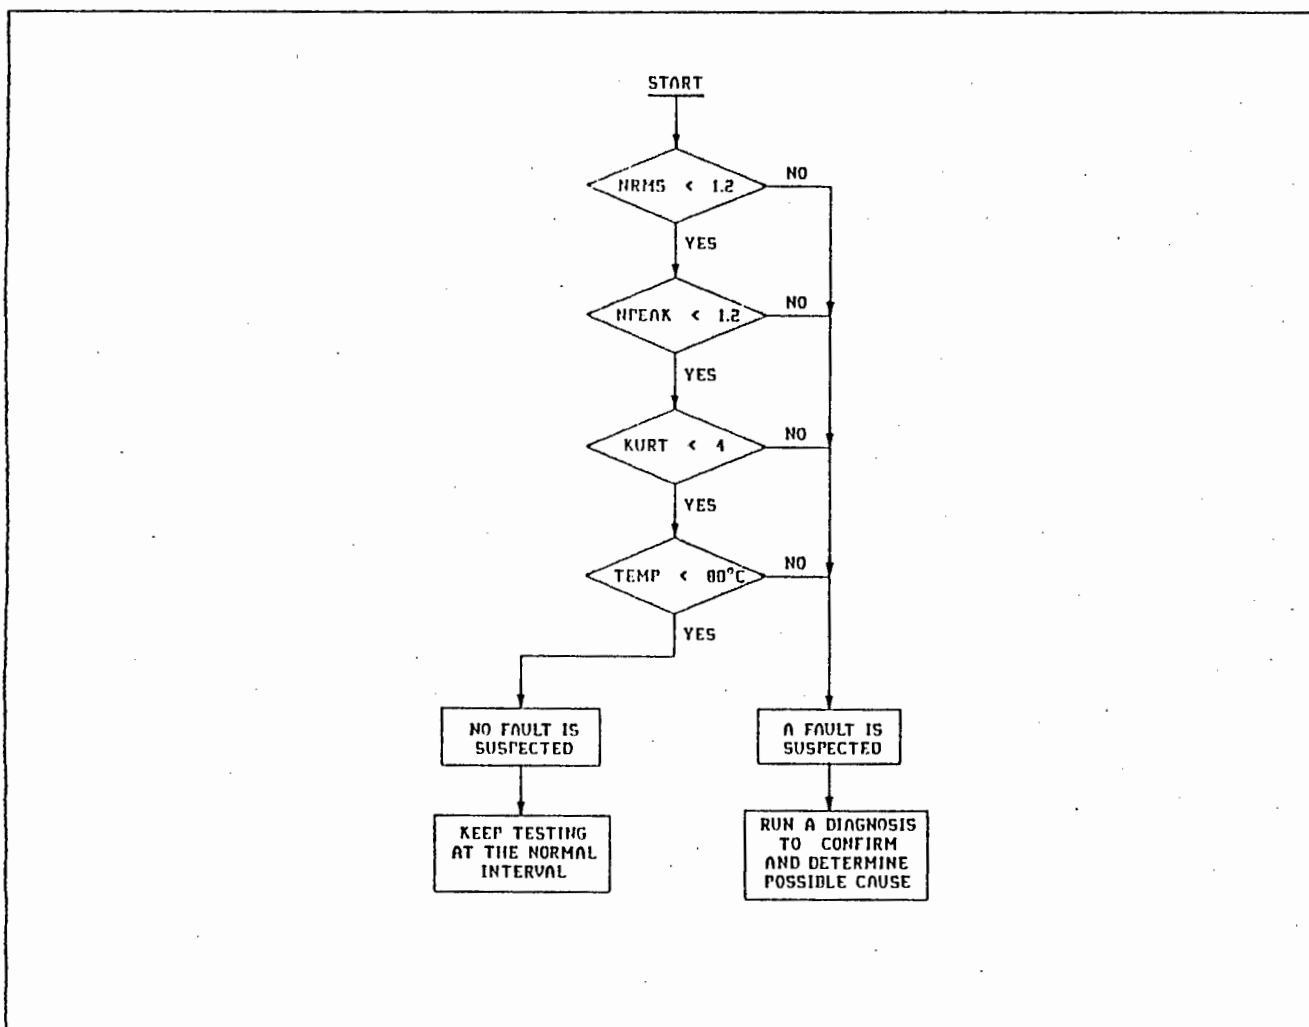 START
NRMS < 1.2
NO
YES
NPEAK < 1.2
NO
YES
KURT < 4
NO
YES
TEMP < 80°C
NO
YES
NO FAULT IS
SUSPECTED
A FAULT IS
SUSPECTED
KEEP TESTING
AT THE NORMAL
INTERVAL
RUN A DIAGNOSIS
TO CONFIRM
AND DETERMINE
POSSIBLE CAUSE